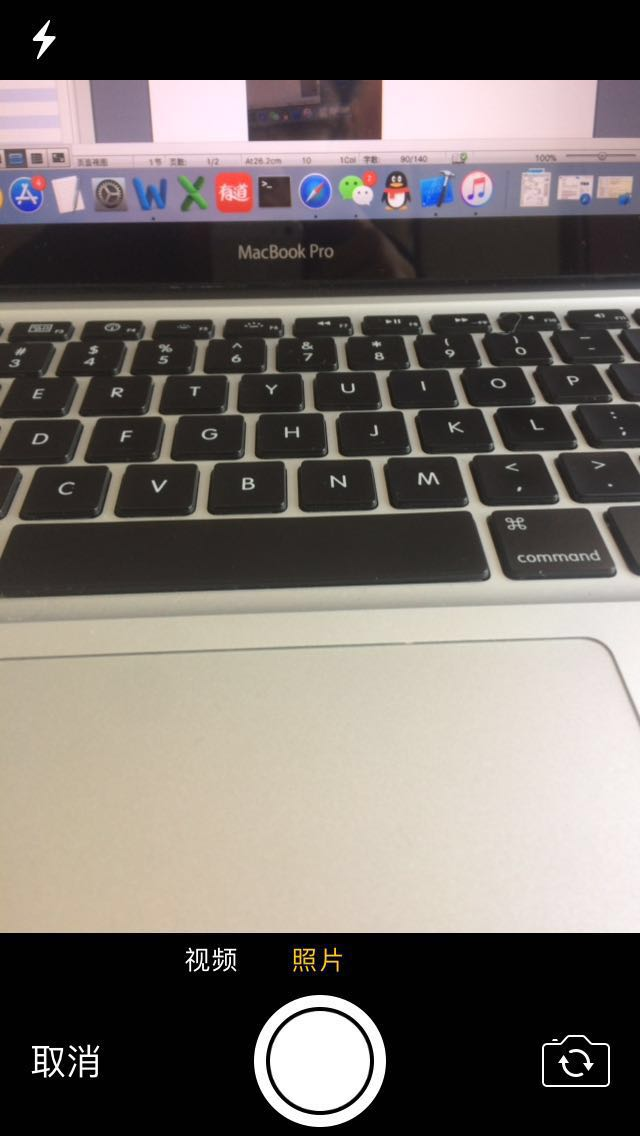 页面视图 1节 页数: 1/2 At26.2cm 10 1Col 字数: 90/140 100%
4 W X 有道 2
MacBook Pro
F3 F4 F5 F6 F7 F9 F10
# $ % ^ & * ( ) _
3 4 5 6 7 8 9 0 -
E R T Y U I O P
D F G H J K L : ;
C V B N M < , > .
⌘
command
视频 照片
取消